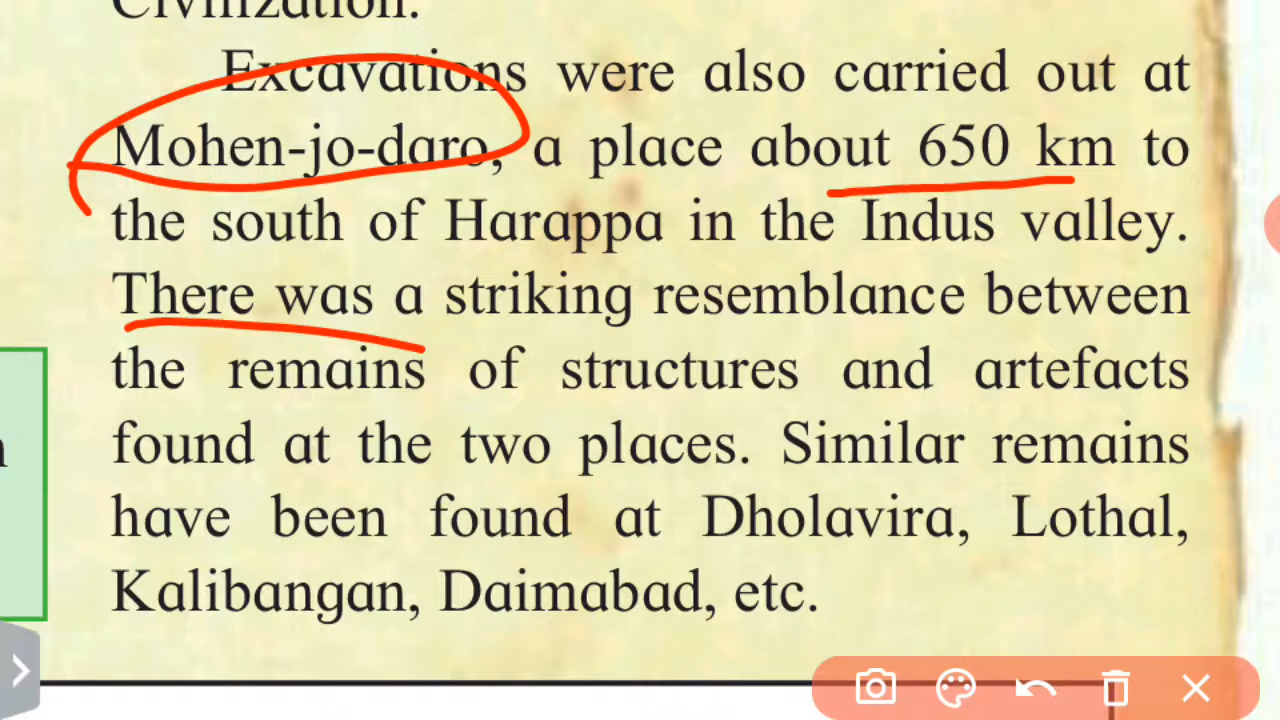 Civilization.
Excavations were also carried out at
Mohen-jo-daro, a place about 650 km to
the south of Harappa in the Indus valley.
There was a striking resemblance between
the remains of structures and artefacts
found at the two places. Similar remains
have been found at Dholavira, Lothal,
Kalibangan, Daimabad, etc.